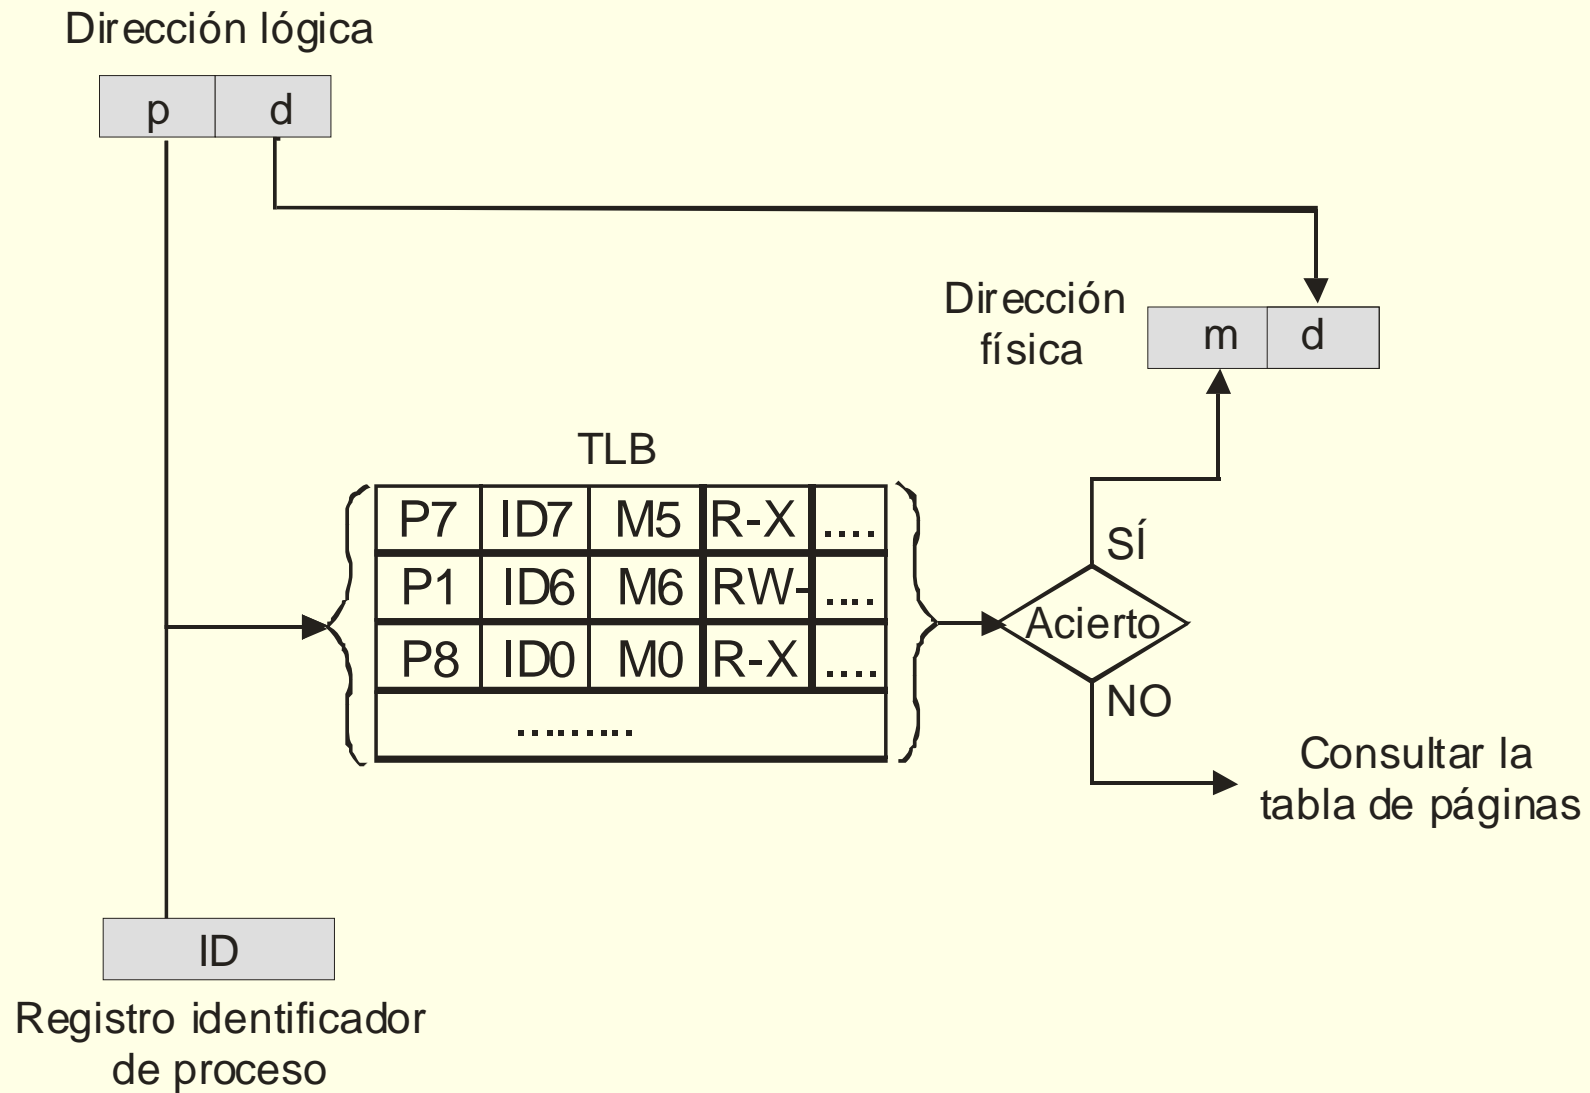 Dirección lógica
p d
Dirección
física
m d
TLB
P7 ID7 M5 R-X ....
P1 ID6 M6 RW- ....
P8 ID0 M0 R-X ....
.........
SÍ
Acierto
NO
Consultar la
tabla de páginas
ID
Registro identificador
de proceso